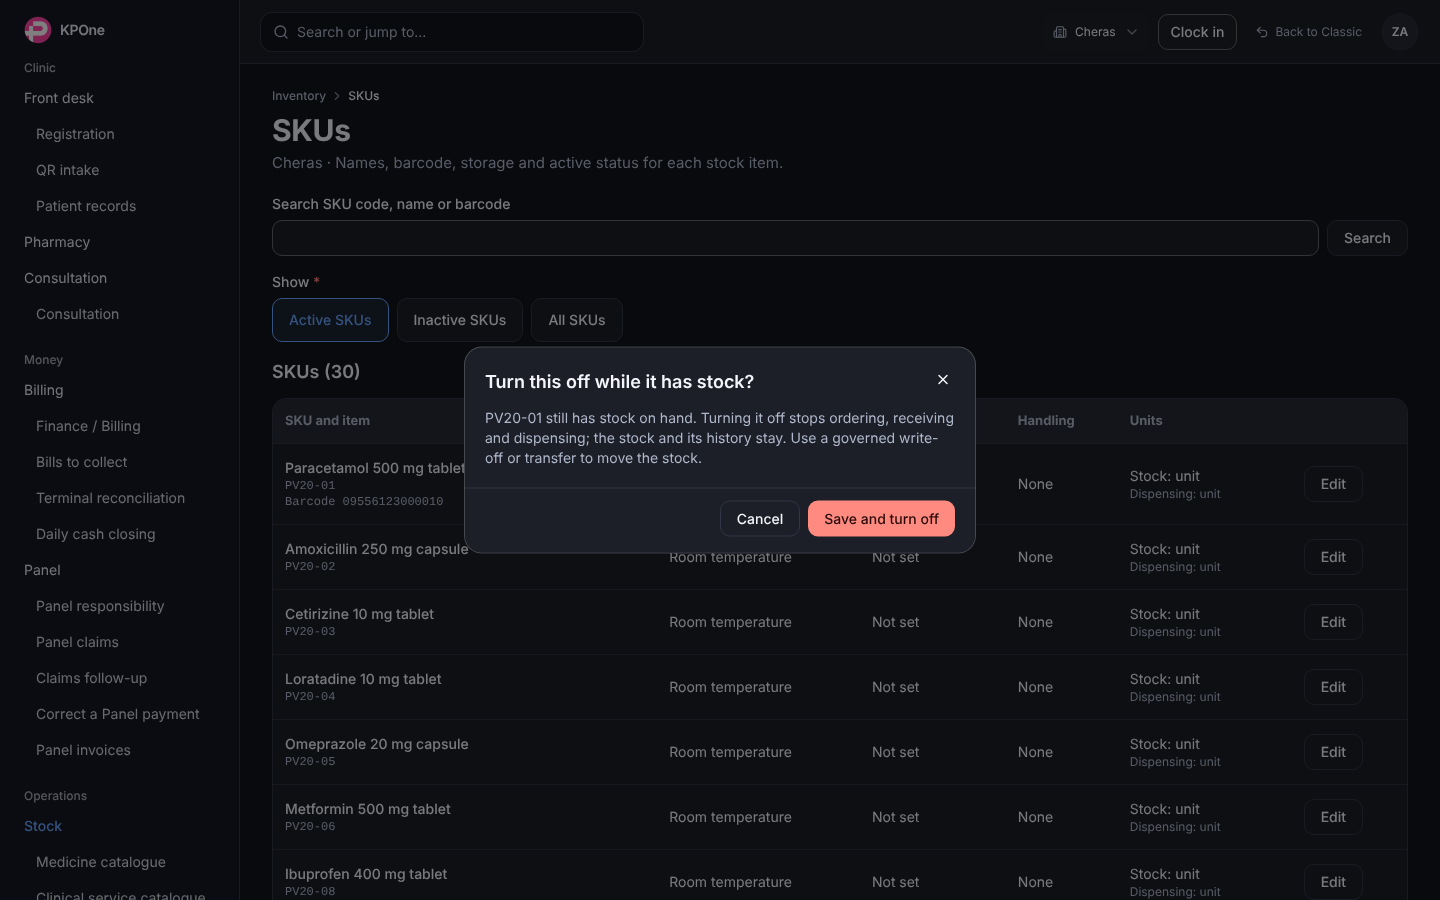 KPOne
Search or jump to...
Cheras
Clock in
Back to Classic
ZA
Clinic
Front desk
Registration
QR intake
Patient records
Pharmacy
Consultation
Consultation
Money
Billing
Finance / Billing
Bills to collect
Terminal reconciliation
Daily cash closing
Panel
Panel responsibility
Panel claims
Claims follow-up
Correct a Panel payment
Panel invoices
Operations
Stock
Medicine catalogue
Clinical service catalogue
Inventory > SKUs
SKUs
Cheras · Names, barcode, storage and active status for each stock item.
Search SKU code, name or barcode
Search
Show *
Active SKUs
Inactive SKUs
All SKUs
SKUs (30)
Turn this off while it has stock?
PV20-01 still has stock on hand. Turning it off stops ordering, receiving
and dispensing; the stock and its history stay. Use a governed write-
off or transfer to move the stock.
Cancel
Save and turn off
SKU and item
Handling
Units
Paracetamol 500 mg tablet
PV20-01
Barcode 09556123000010
None
Stock: unit
Dispensing: unit
Edit
Amoxicillin 250 mg capsule
PV20-02
Room temperature
Not set
None
Stock: unit
Dispensing: unit
Edit
Cetirizine 10 mg tablet
PV20-03
Room temperature
Not set
None
Stock: unit
Dispensing: unit
Edit
Loratadine 10 mg tablet
PV20-04
Room temperature
Not set
None
Stock: unit
Dispensing: unit
Edit
Omeprazole 20 mg capsule
PV20-05
Room temperature
Not set
None
Stock: unit
Dispensing: unit
Edit
Metformin 500 mg tablet
PV20-06
Room temperature
Not set
None
Stock: unit
Dispensing: unit
Edit
Ibuprofen 400 mg tablet
PV20-08
Room temperature
Not set
None
Stock: unit
Dispensing: unit
Edit